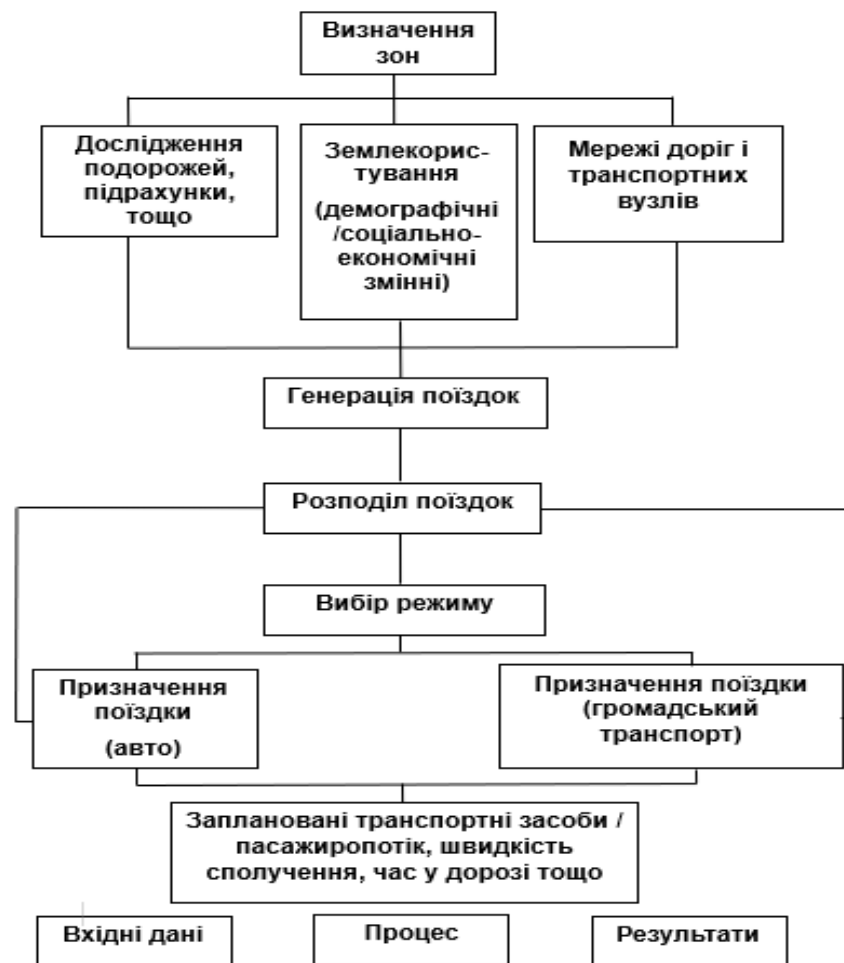 Визначення
зон
Дослідження
подорожей,
підрахунки,
тощо
Землекорис-
тування
(демографічні
/соціально-
економічні
змінні)
Мережі доріг і
транспортних
вузлів
Генерація поїздок
Розподіл поїздок
Вибір режиму
Призначення
поїздки
(авто)
Призначення поїздки
(громадський
транспорт)
Заплановані транспортні засоби /
пасажиропотік, швидкість
сполучення, час у дорозі тощо
Вхідні дані
Процес
Результати